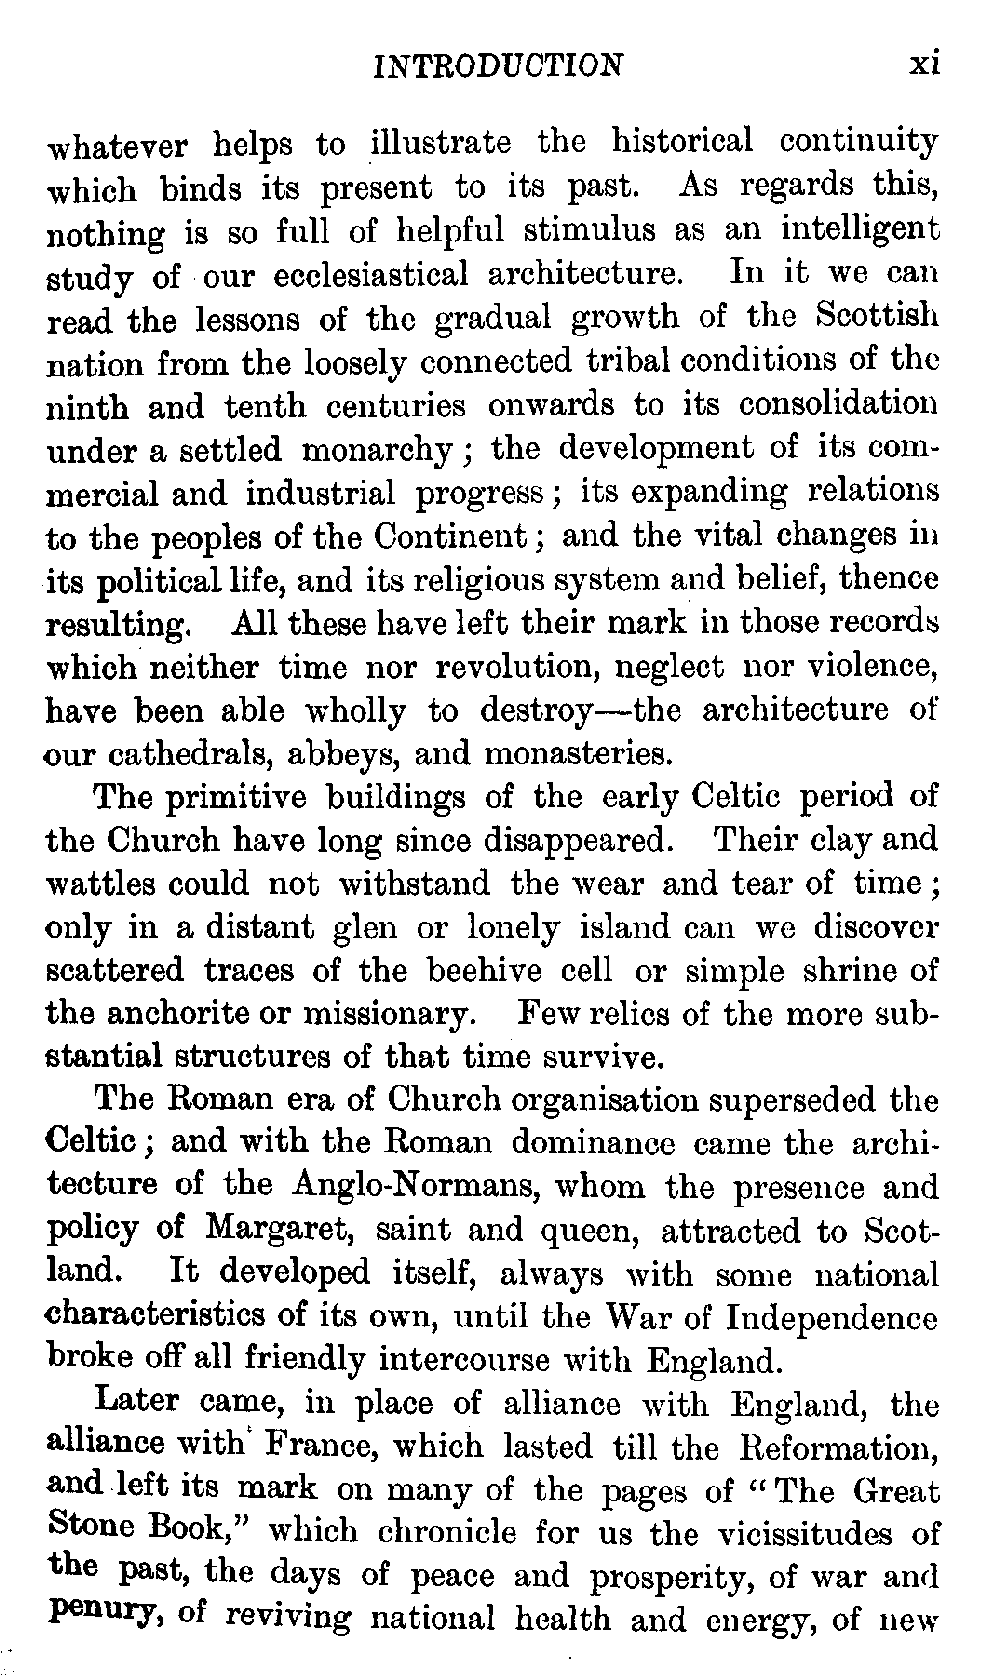 INTRODUCTION xi
whatever helps to illustrate the historical continuity
which binds its present to its past. As regards this,
nothing is so full of helpful stimulus as an intelligent
study of our ecclesiastical architecture. In it we can
read the lessons of the gradual growth of the Scottish
nation from the loosely connected tribal conditions of the
ninth and tenth centuries onwards to its consolidation
under a settled monarchy ; the development of its com-
mercial and industrial progress ; its expanding relations
to the peoples of the Continent ; and the vital changes in
its political life, and its religious system and belief, thence
resulting. All these have left their mark in those records
which neither time nor revolution, neglect nor violence,
have been able wholly to destroy—the architecture of
our cathedrals, abbeys, and monasteries.
The primitive buildings of the early Celtic period of
the Church have long since disappeared. Their clay and
wattles could not withstand the wear and tear of time ;
only in a distant glen or lonely island can we discover
scattered traces of the beehive cell or simple shrine of
the anchorite or missionary. Few relics of the more sub-
stantial structures of that time survive.
The Roman era of Church organisation superseded the
Celtic ; and with the Roman dominance came the archi-
tecture of the Anglo-Normans, whom the presence and
policy of Margaret, saint and queen, attracted to Scot-
land. It developed itself, always with some national
characteristics of its own, until the War of Independence
broke off all friendly intercourse with England.
Later came, in place of alliance with England, the
alliance with France, which lasted till the Reformation,
and left its mark on many of the pages of “The Great
Stone Book,” which chronicle for us the vicissitudes of
the past, the days of peace and prosperity, of war and
penury, of reviving national health and energy, of new